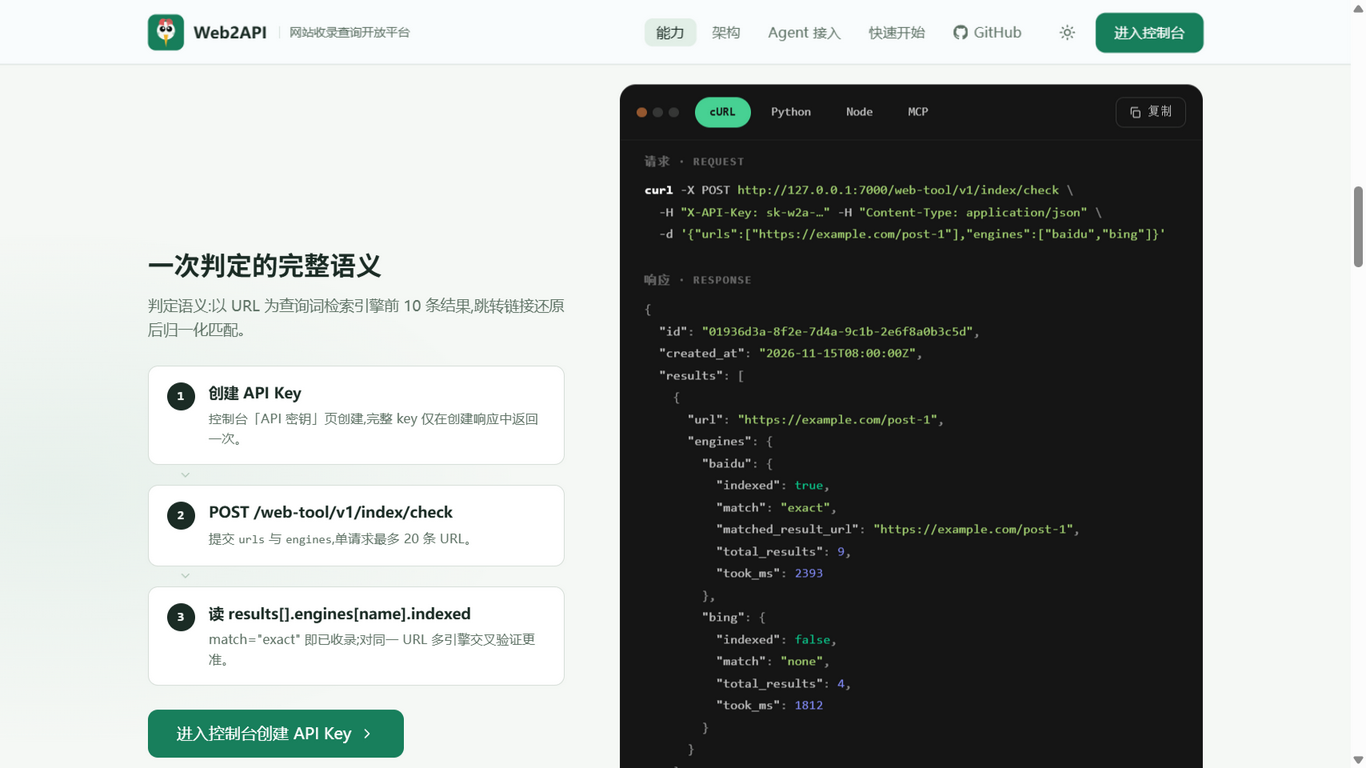 Web2API
网站收录查询开放平台
能力
架构
Agent 接入
快速开始
GitHub
进入控制台
一次判定的完整语义
判定语义:以 URL 为查询词检索引擎前 10 条结果,跳转链接还原
后归一化匹配。
1
创建 API Key
控制台「API 密钥」页创建,完整 key 仅在创建响应中返回
一次。
2
POST /web-tool/v1/index/check
提交 urls 与 engines,单请求最多 20 条 URL。
3
读 results[].engines[name].indexed
match="exact" 即已收录;对同一 URL 多引擎交叉验证更
准。
进入控制台创建 API Key
cURL
Python
Node
MCP
复制
请求 · REQUEST
curl -X POST http://127.0.0.1:7000/web-tool/v1/index/check \
-H "X-API-Key: sk-w2a-…" -H "Content-Type: application/json" \
-d '{"urls":["https://example.com/post-1"],"engines":["baidu","bing"]}'
响应 · RESPONSE
{
"id": "01936d3a-8f2e-7d4a-9c1b-2e6f8a0b3c5d",
"created_at": "2026-11-15T08:00:00Z",
"results": [
{
"url": "https://example.com/post-1",
"engines": {
"baidu": {
"indexed": true,
"match": "exact",
"matched_result_url": "https://example.com/post-1",
"total_results": 9,
"took_ms": 2393
},
"bing": {
"indexed": false,
"match": "none",
"total_results": 4,
"took_ms": 1812
}
}